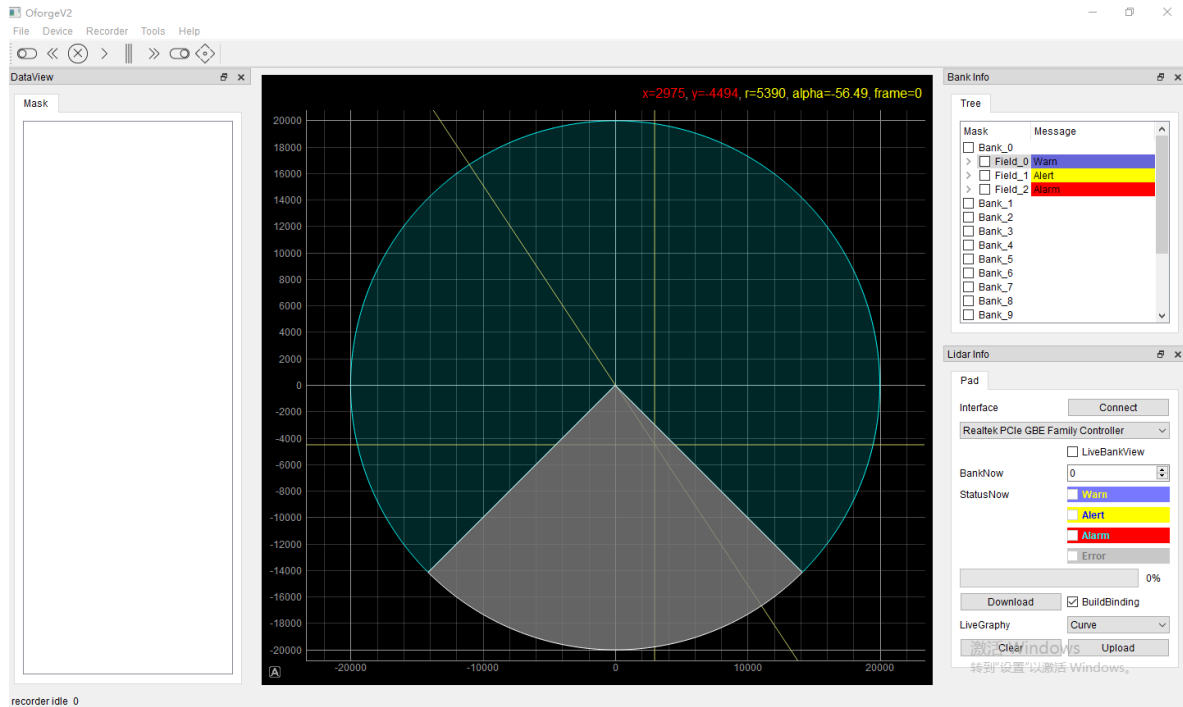 OforgeV2
File Device Recorder Tools Help
DataView
Mask
x=2975, y=-4494, r=5390, alpha=-56.49, frame=0
20000
18000
16000
14000
12000
10000
8000
6000
4000
2000
0
-2000
-4000
-6000
-8000
-10000
-12000
-14000
-16000
-18000
-20000
-20000 -10000 0 10000 20000
A
Bank Info
Tree
Mask Message
Bank_0
Field_0 Warn
Field_1 Alert
Field_2 Alarm
Bank_1
Bank_2
Bank_3
Bank_4
Bank_5
Bank_6
Bank_7
Bank_8
Bank_9
Lidar Info
Pad
Interface Connect
Realtek PCIe GBE Family Controller
LiveBankView
BankNow 0
StatusNow Warn
Alert
Alarm
Error
0%
Download BuildBinding
LiveGraphy Curve
Clear Upload
激活 Windows
转到"设置"以激活 Windows。
recorder idle 0